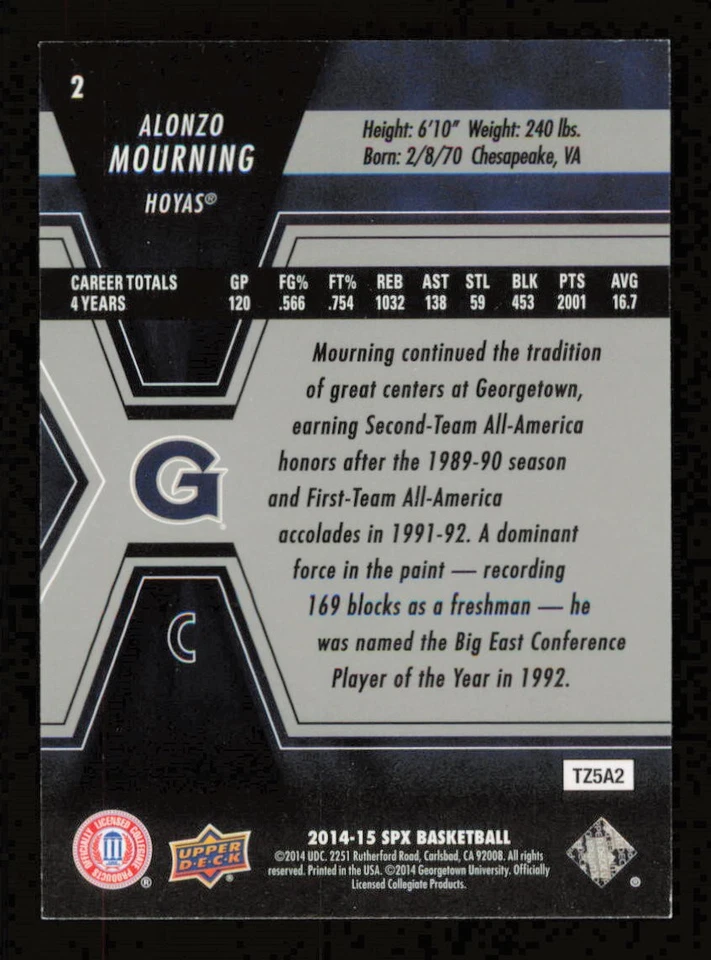 2
ALONZO
MOURNING
HOYAS®
Height: 6'10" Weight: 240 lbs.
Born: 2/8/70 Chesapeake, VA
CAREER TOTALS GP FG% FT% REB AST STL BLK PTS AVG
4 YEARS 120 .566 .754 1032 138 59 453 2001 16.7
Mourning continued the tradition
of great centers at Georgetown,
earning Second-Team All-America
honors after the 1989-90 season
and First-Team All-America
accolades in 1991-92. A dominant
force in the paint — recording
169 blocks as a freshman — he
was named the Big East Conference
Player of the Year in 1992.
G
C
TZ5A2
OFFICIALLY LICENSED COLLEGIATE PRODUCTS ®
UPPER
D·E·C·K ®
2014-15 SPX BASKETBALL
©2014 UDC. 2251 Rutherford Road, Carlsbad, CA 92008. All rights
reserved. Printed in the USA. ©2014 Georgetown University. Officially
Licensed Collegiate Products.
®